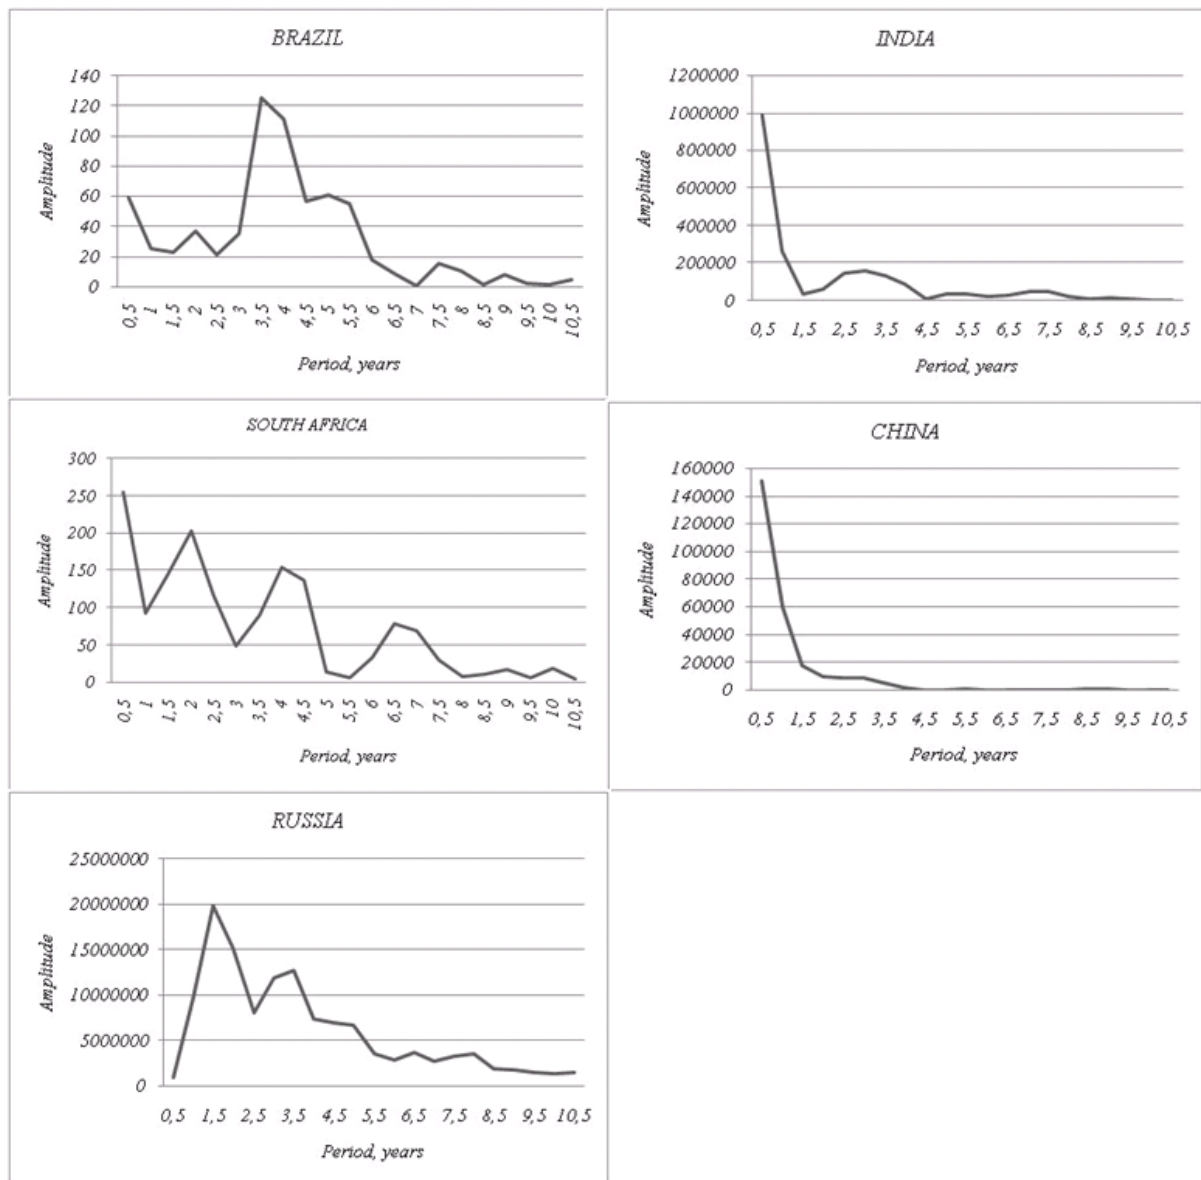 BRAZIL
140
120
100
80
60
40
20
0
Amplitude
0,5 1 1,5 2 2,5 3 3,5 4 4,5 5 5,5 6 6,5 7 7,5 8 8,5 9 9,5 10 10,5
Period, years
INDIA
1200000
1000000
800000
600000
400000
200000
0
Amplitude
0,5 1,5 2,5 3,5 4,5 5,5 6,5 7,5 8,5 9,5 10,5
Period, years
SOUTH AFRICA
300
250
200
150
100
50
0
Amplitude
0,5 1 1,5 2 2,5 3 3,5 4 4,5 5 5,5 6 6,5 7 7,5 8 8,5 9 9,5 10 10,5
Period, years
CHINA
160000
140000
120000
100000
80000
60000
40000
20000
0
Amplitude
0,5 1,5 2,5 3,5 4,5 5,5 6,5 7,5 8,5 9,5 10,5
Period, years
RUSSIA
25000000
20000000
15000000
10000000
5000000
0
Amplitude
0,5 1,5 2,5 3,5 4,5 5,5 6,5 7,5 8,5 9,5 10,5
Period, years